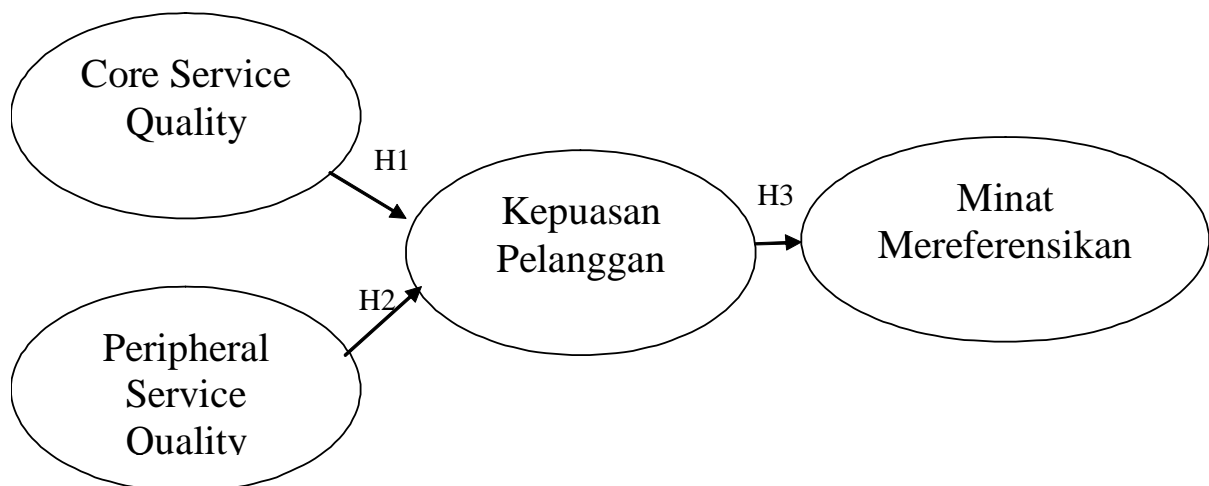 Core Service
Quality
H1
Kepuasan
Pelanggan
H3
Minat
Mereferensikan
H2
Peripheral
Service
Quality